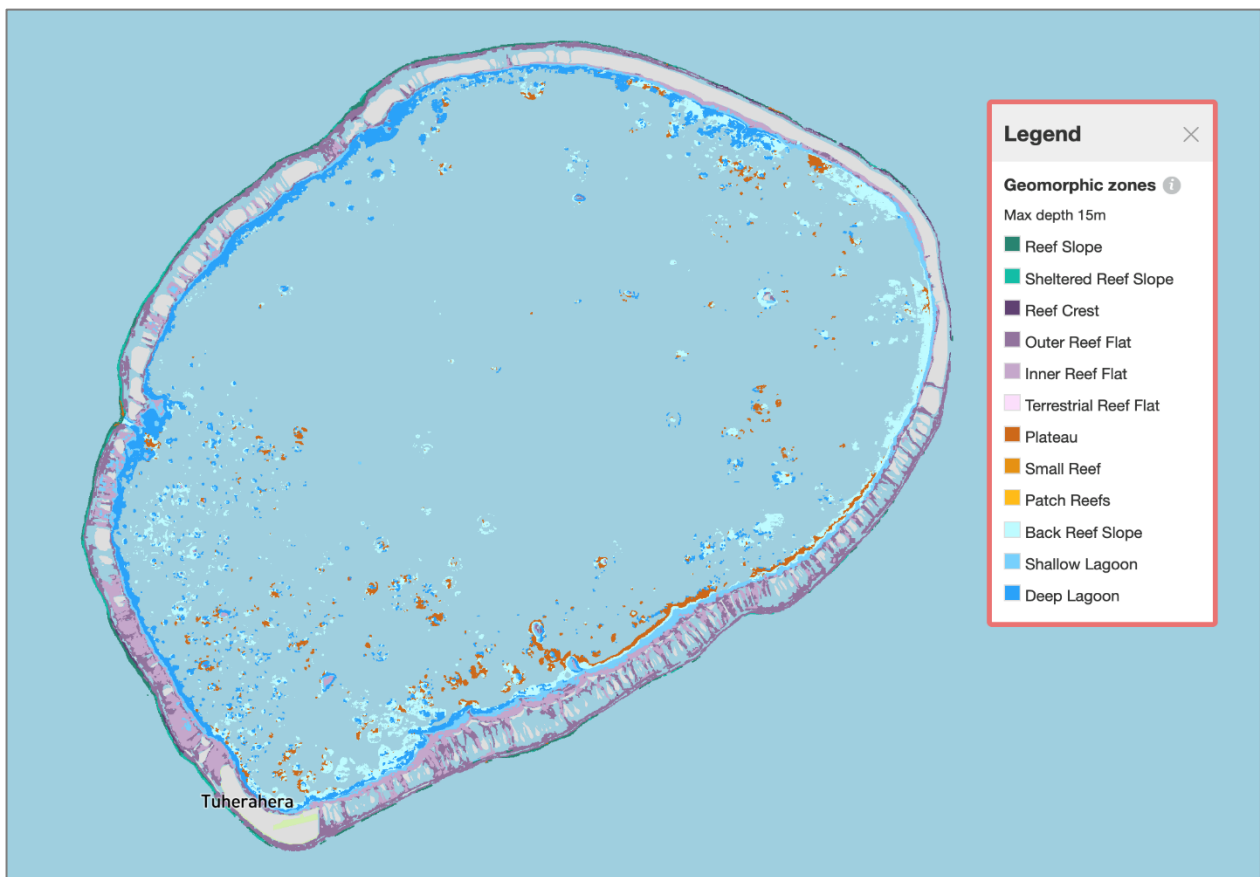 Legend
Geomorphic zones
Max depth 15m
Reef Slope
Sheltered Reef Slope
Reef Crest
Outer Reef Flat
Inner Reef Flat
Terrestrial Reef Flat
Plateau
Small Reef
Patch Reefs
Back Reef Slope
Shallow Lagoon
Deep Lagoon
Tuherahera